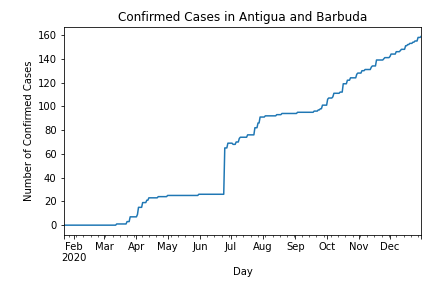 Confirmed Cases in Antigua and Barbuda
Number of Confirmed Cases
160
140
120
100
80
60
40
20
0
Feb Mar Apr May Jun Jul Aug Sep Oct Nov Dec
2020
Day